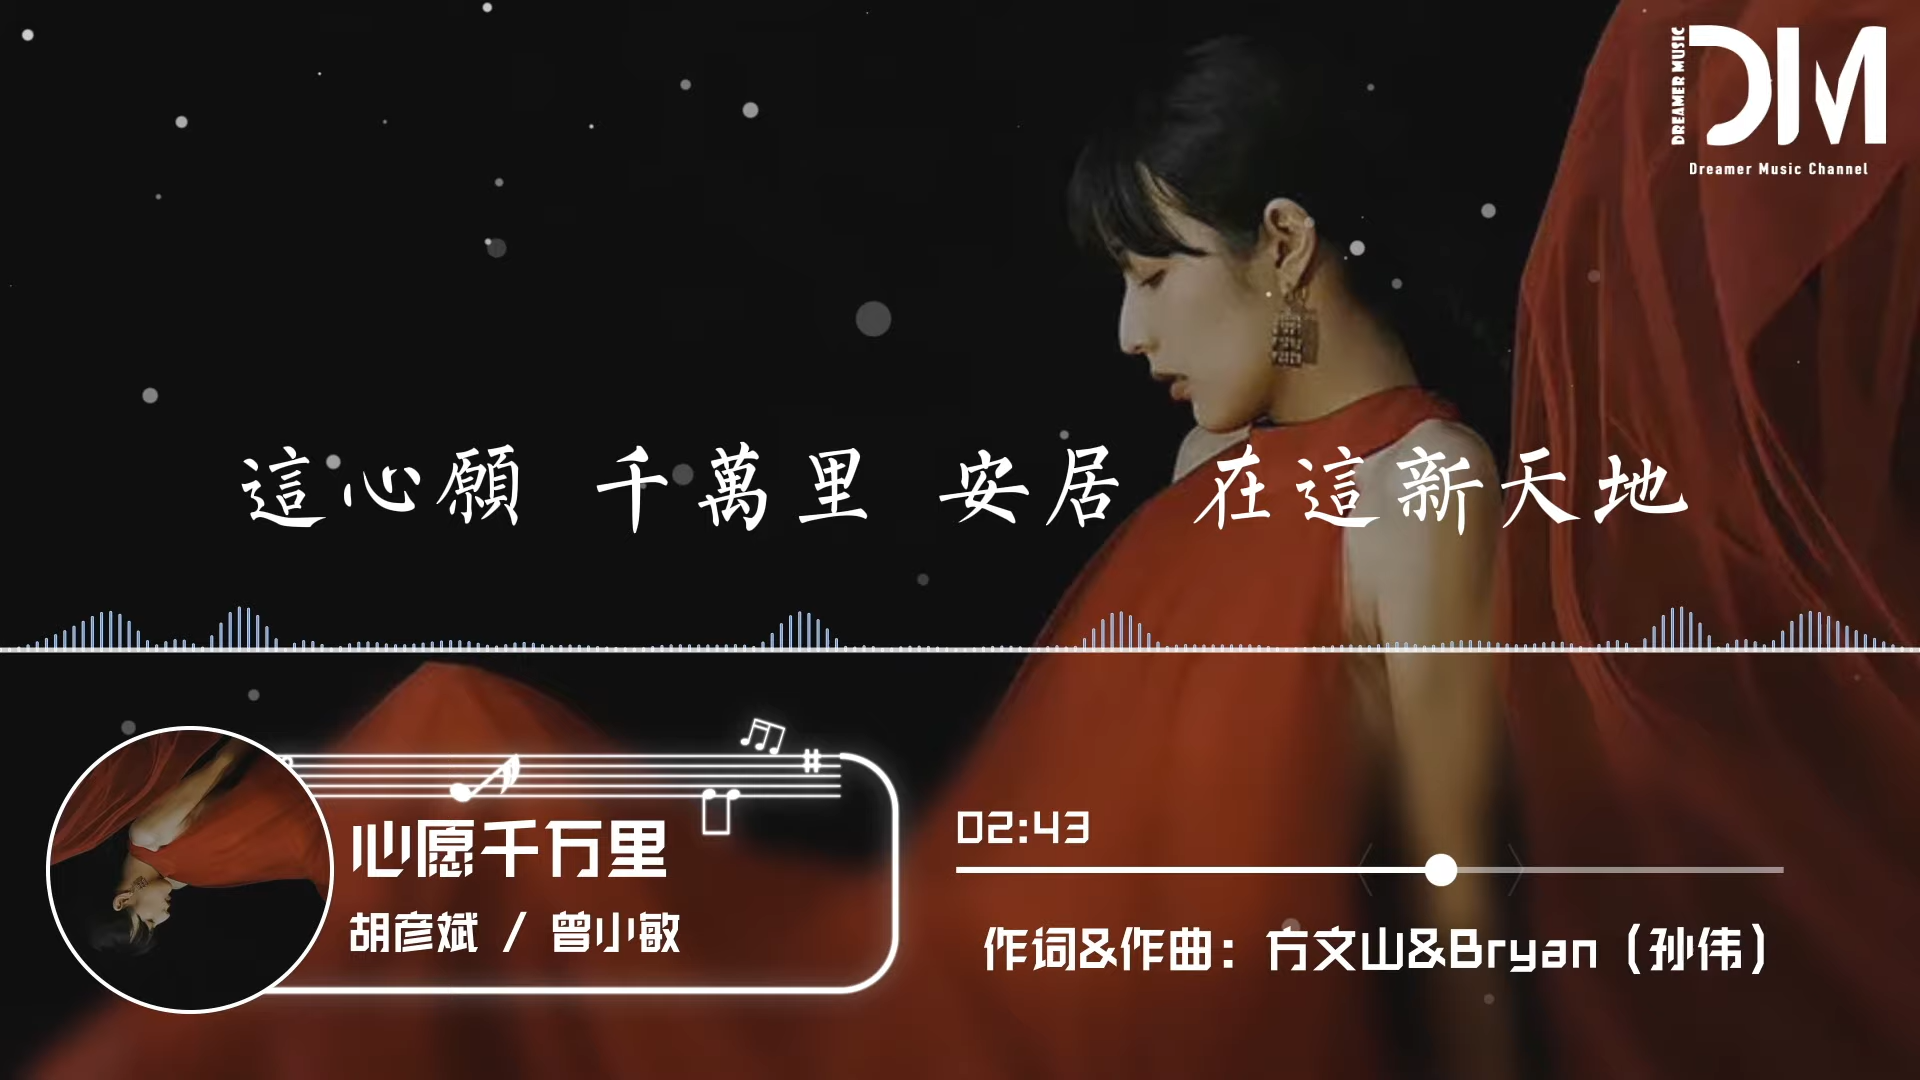 DREAMER MUSIC
DIM
Dreamer Music Channel
這心願 千萬里 安居 在這新天地
心愿千万里
胡彦斌 / 曾小敏
02:43
作词&作曲：方文山&Bryan（孙伟）